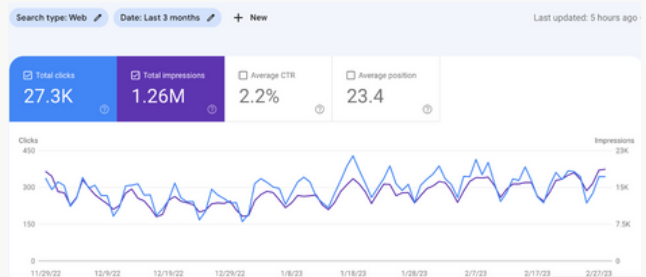 Search type: Web
Date: Last 3 months
+ New
Last updated: 5 hours ago
Total clicks
27.3K
Total impressions
1.26M
Average CTR
2.2%
Average position
23.4
Clicks
Impressions
450
300
150
0
23K
15K
7.5K
0
11/29/22 12/9/22 12/19/22 12/29/22 1/8/23 1/18/23 1/28/23 2/7/23 2/17/23 2/27/23